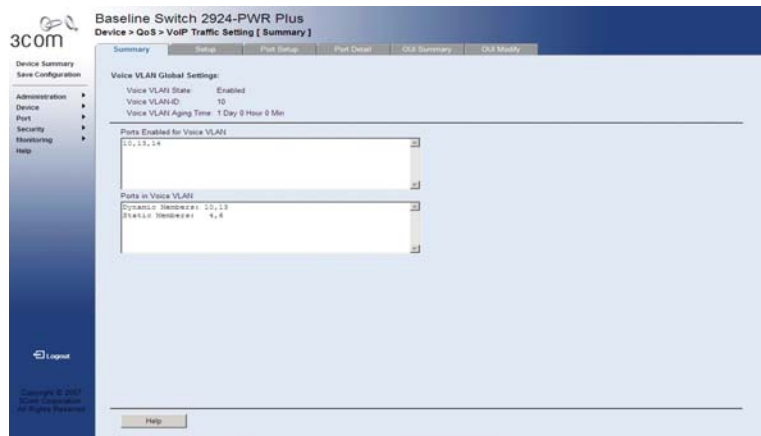 3COM
Baseline Switch 2924-PWR Plus
Device > QoS > VoIP Traffic Setting [ Summary ]
Summary Setup Port Setup Port Detail OUI Summary OUI Modify
Device Summary
Save Configuration
Administration
Device
Port
Security
Monitoring
Help
Logout
Copyright © 2007
3Com Corporation
All Rights Reserved
Voice VLAN Global Settings:
Voice VLAN State: Enabled
Voice VLAN-ID 10
Voice VLAN Aging Time: 1 Day 0 Hour 0 Min
Ports Enabled for Voice VLAN
10,13,14
Ports in Voice VLAN
Dynamic Members: 10,13
Static Members: 4,6
Help